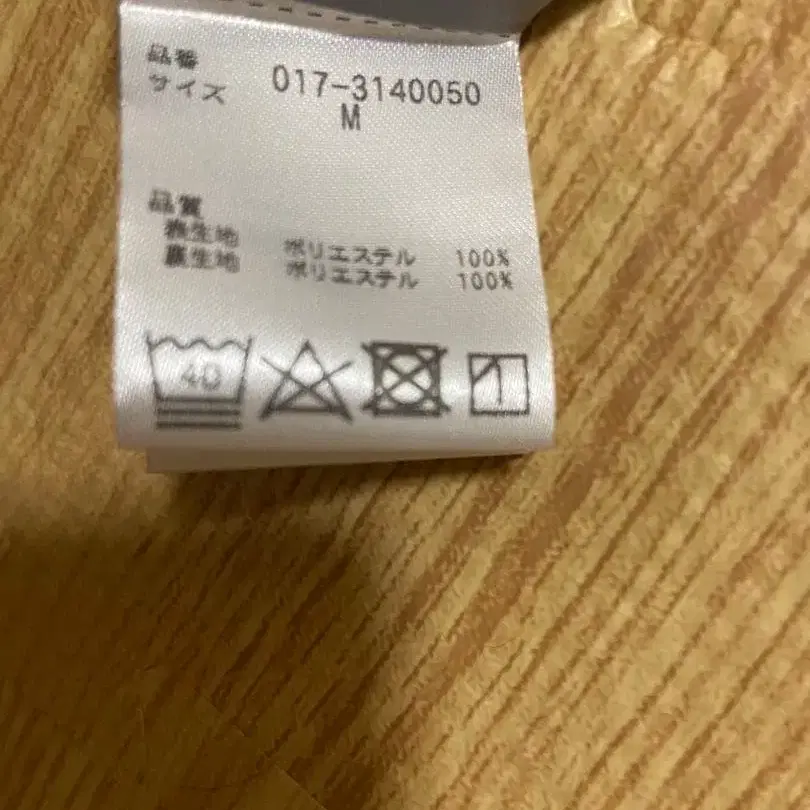 品番 017-3140050
サイズ M
品質
表生地 ポリエステル 100%
裏生地 ポリエステル 100%
40